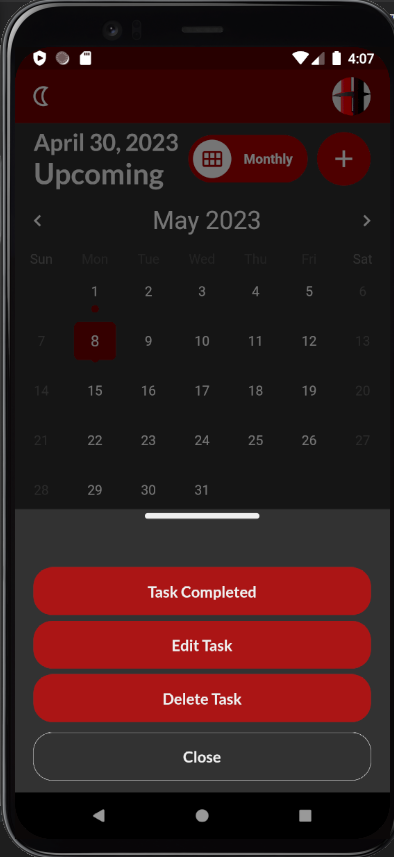 4:07
April 30, 2023
Upcoming
Monthly
+
May 2023
Sun Mon Tue Wed Thu Fri Sat
1 2 3 4 5 6
7 8 9 10 11 12 13
14 15 16 17 18 19 20
21 22 23 24 25 26 27
28 29 30 31
Task Completed
Edit Task
Delete Task
Close